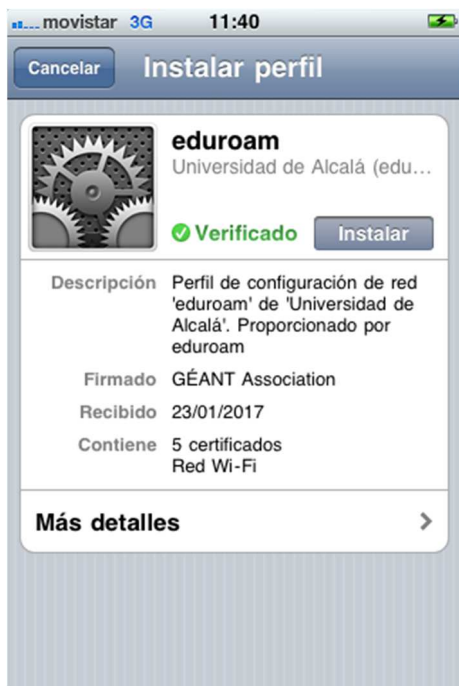 movistar 3G 11:40
Cancelar Instalar perfil
eduroam
Universidad de Alcalá (edu...
Verificado Instalar
Descripción Perfil de configuración de red
'eduroam' de 'Universidad de
Alcalá'. Proporcionado por
eduroam
Firmado GÉANT Association
Recibido 23/01/2017
Contiene 5 certificados
Red Wi-Fi
Más detalles